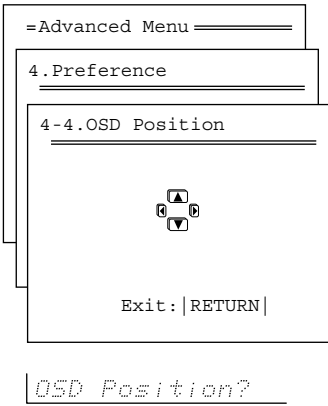 =Advanced Menu
4.Preference
4-4.OSD Position
Exit:|RETURN|
OSD Position?